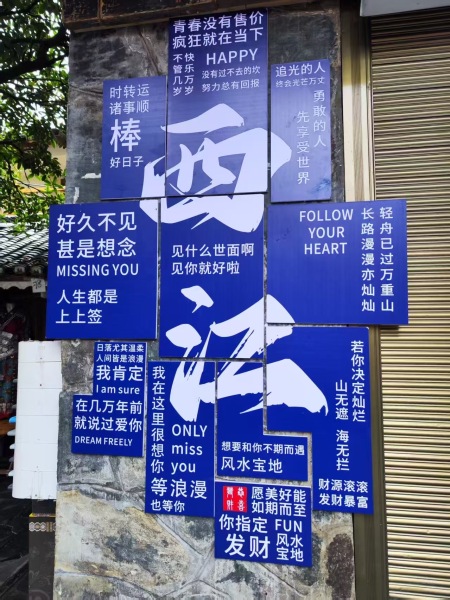 青春没有售价
疯狂就在当下
不快
管乐
几万
岁岁
HAPPY
没有过不去的坎
努力总有回报
时转运
诸事顺
棒
好日子
追光的人
终会光芒万丈
勇敢的人
先享受世界
西江
好久不见
甚是想念
MISSING YOU
人生都是
上上签
见什么世面啊
见你就好啦
FOLLOW
YOUR
HEART
轻舟已过万重山
长路漫漫亦灿灿
日落尤其温柔
人间皆是浪漫
我肯定
I am sure
在几万年前
就说过爱你
DREAM FREELY
我在这里很想你
ONLY
miss
you
等浪漫
也等你
想要和你不期而遇
风水宝地
若你决定灿烂
山无遮 海无拦
财源滚滚
发财暴富
愿美好能
如期而至
你指定
发财
FUN
风水
宝地